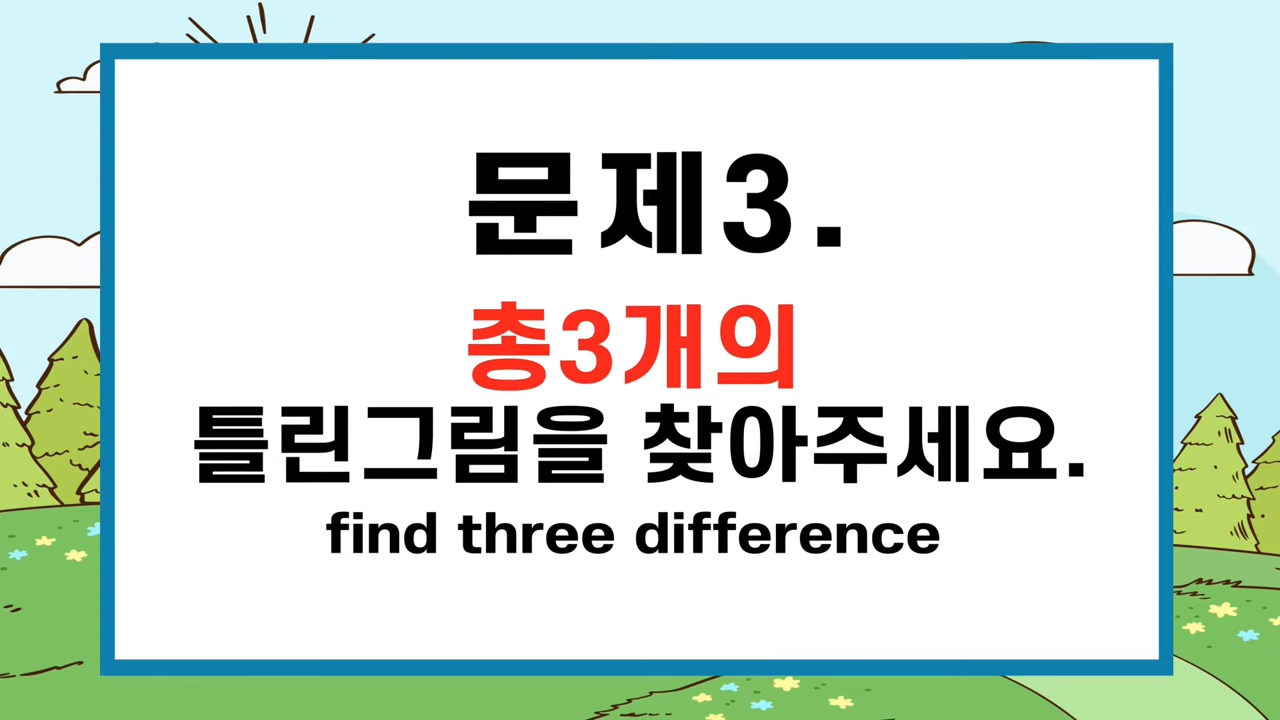 문제3.
총3개의
틀린그림을 찾아주세요.
find three difference